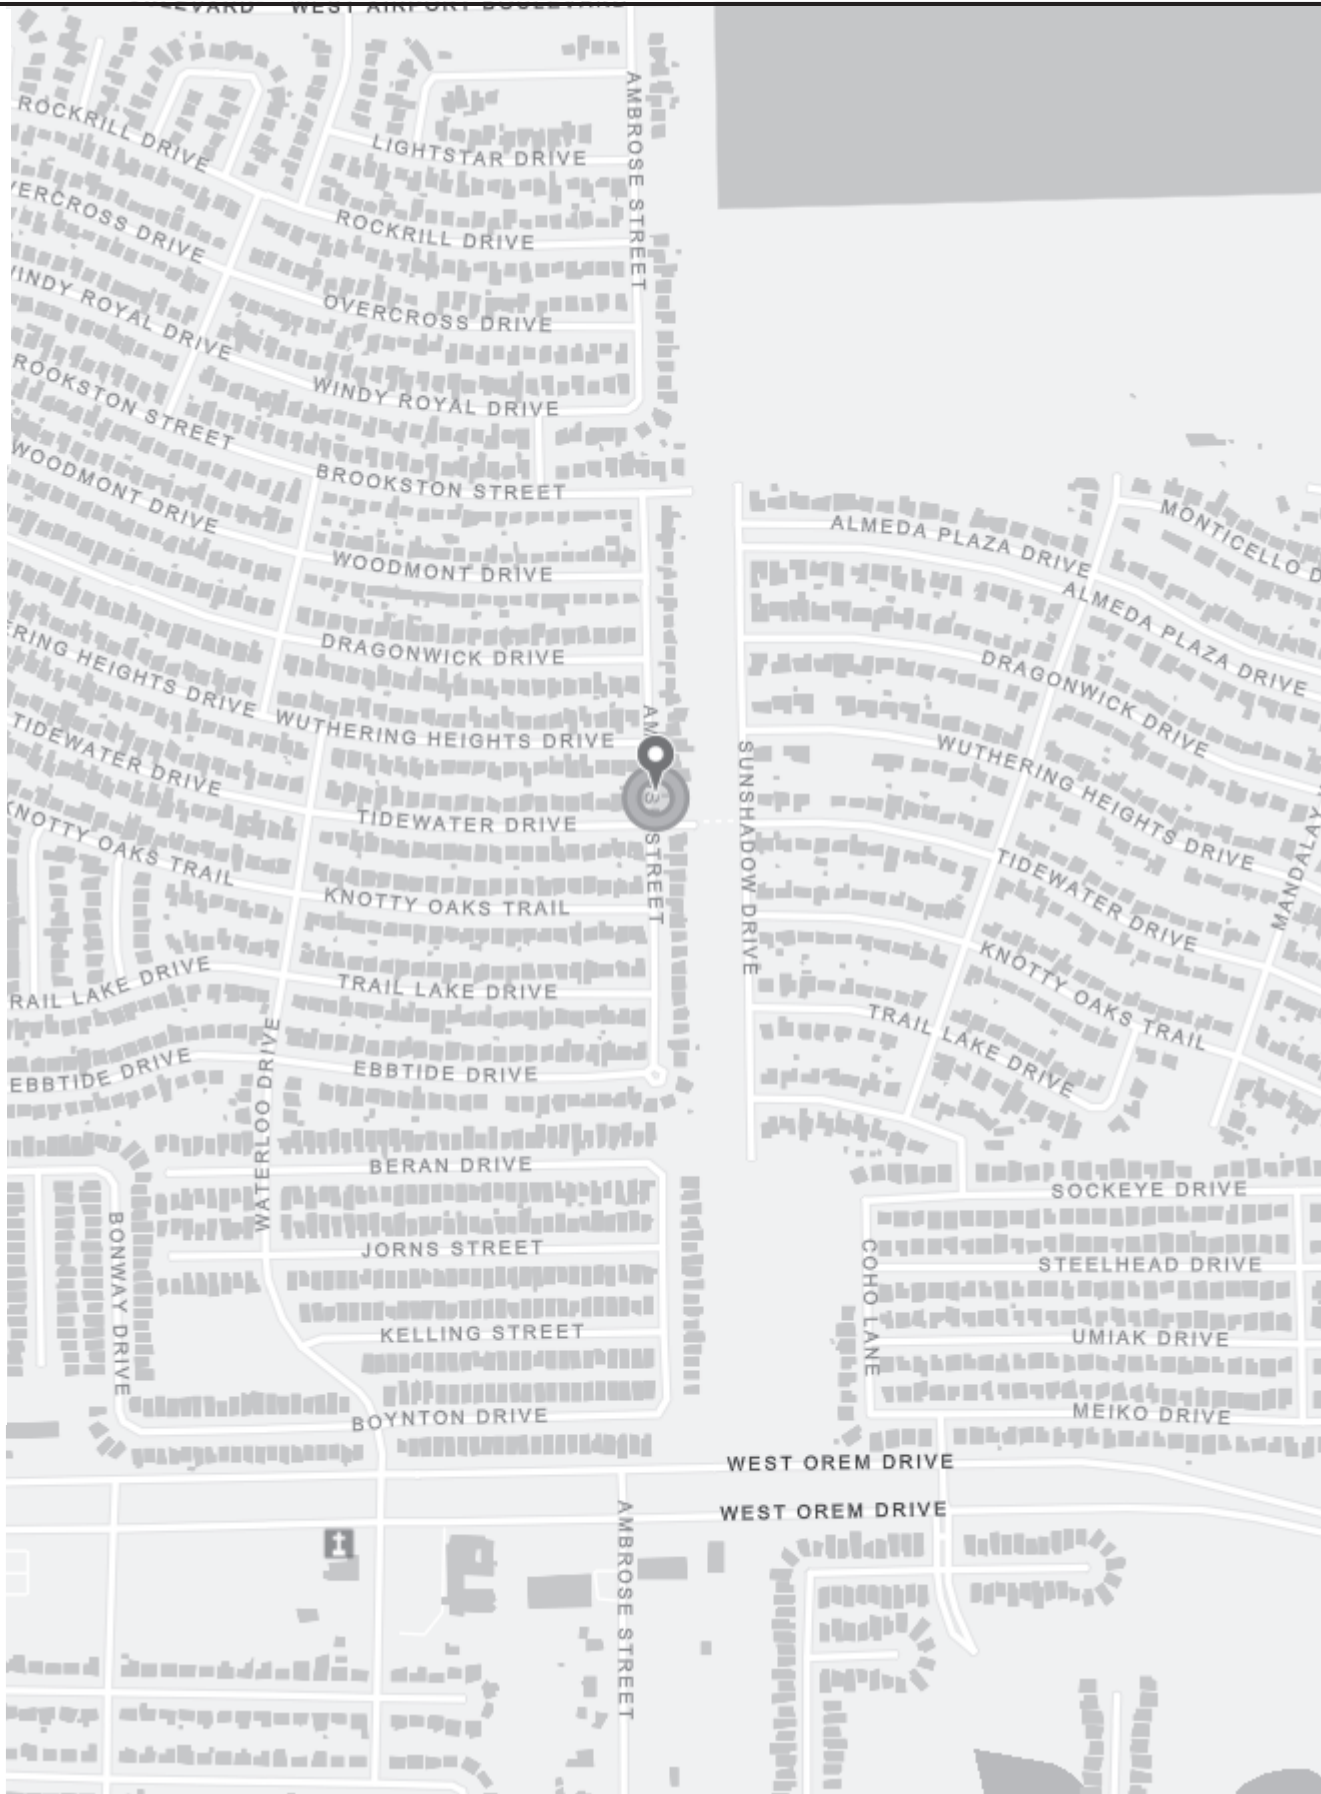 WEST AIRPORT BOULEVARD
AMBROSE STREET
ROCKRILL DRIVE
LIGHTSTAR DRIVE
ROCKRILL DRIVE
OVERCROSS DRIVE
WINDY ROYAL DRIVE
WINDY ROYAL DRIVE
STREET
BROOKSTON STREET
WOODMONT DRIVE
WOODMONT DRIVE
ALMEDA PLAZA DRIVE
MONTICELLO
ALMEDA PLAZA DRIVE
HEIGHTS DRIVE
DRAGONWICK DRIVE
DRAGONWICK DRIVE
WUTHERING HEIGHTS DRIVE
WUTHERING HEIGHTS DRIVE
TIDEWATER DRIVE
TIDEWATER DRIVE
3
STREET
SUNSHADOW DRIVE
TIDEWATER DRIVE
MANDALAY
KNOTTY OAKS TRAIL
KNOTTY OAKS TRAIL
KNOTTY OAKS TRAIL
LAKE DRIVE
TRAIL LAKE DRIVE
TRAIL LAKE DRIVE
EBBTIDE DRIVE
EBBTIDE DRIVE
WATERLOO DRIVE
BERAN DRIVE
SOCKEYE DRIVE
BONWAY DRIVE
JORNS STREET
COHO LANE
STEELHEAD DRIVE
KELLING STREET
UMIAK DRIVE
BOYNTON DRIVE
MEIKO DRIVE
WEST OREM DRIVE
WEST OREM DRIVE
AMBROSE STREET